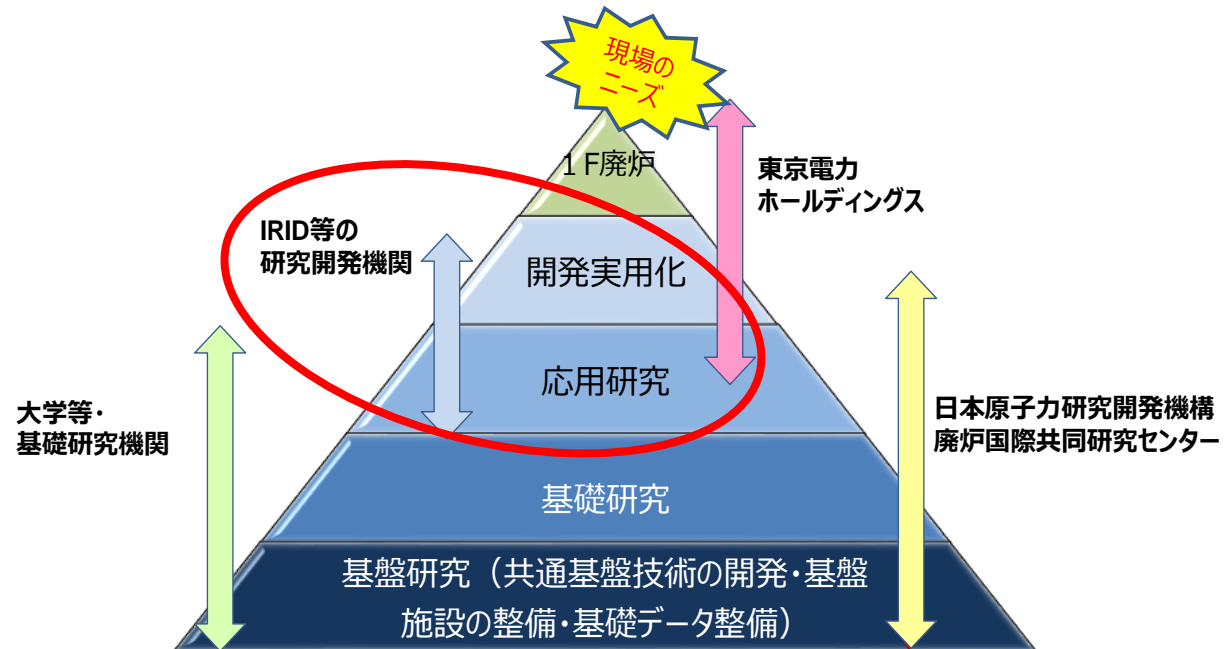 現場の
ニーズ
1F廃炉
東京電力
ホールディングス
IRID等の
研究開発機関
開発実用化
応用研究
大学等・
基礎研究機関
日本原子力研究開発機構
廃炉国際共同研究センター
基礎研究
基盤研究（共通基盤技術の開発・基盤
施設の整備・基礎データ整備）